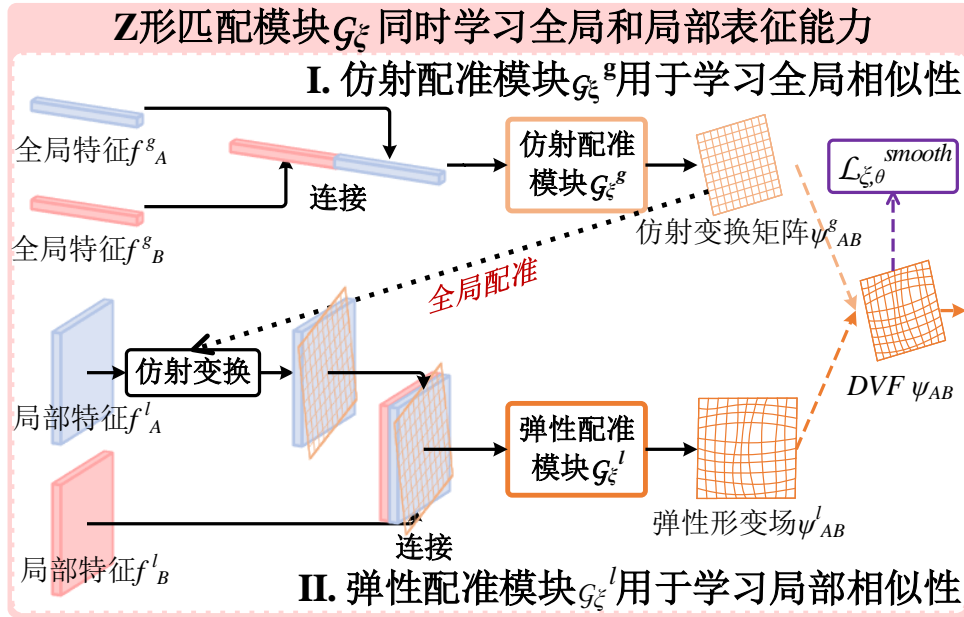 Z形匹配模块𝒢ξ 同时学习全局和局部表征能力
I. 仿射配准模块𝒢ξ^g用于学习全局相似性
全局特征f^g_A
连接
全局特征f^g_B
仿射配准
模块𝒢ξ^g
仿射变换矩阵ψ^g_AB
ℒξ,θ^smooth
全局配准
仿射变换
局部特征f^l_A
DVF ψ_AB
弹性配准
模块𝒢ξ^l
弹性形变场ψ^l_AB
连接
局部特征f^l_B
II. 弹性配准模块𝒢ξ^l用于学习局部相似性